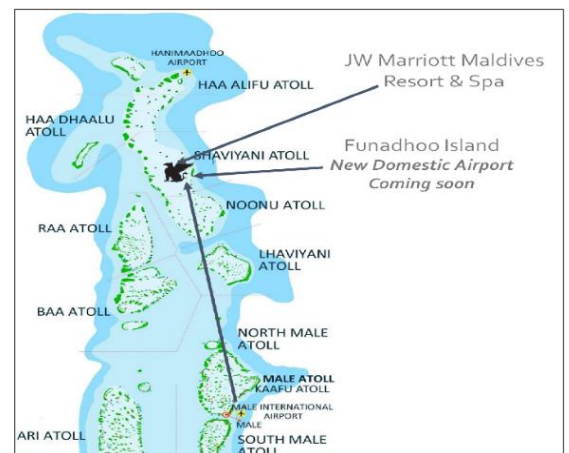 HANIMAADHOO
AIRPORT
HAA ALIFU ATOLL
JW Marriott Maldives
Resort & Spa
HAA DHAALU
ATOLL
SHAVIYANI ATOLL
Funadhoo Island
New Domestic Airport
Coming soon
NOONU ATOLL
RAA ATOLL
LHAVIYANI
ATOLL
BAA ATOLL
NORTH MALE
ATOLL
MALE ATOLL
KAAFU ATOLL
MALE INTERNATIONAL
AIRPORT
MALE
ARI ATOLL
SOUTH MALE
ATOLL